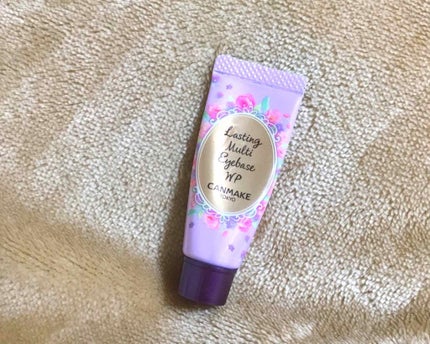 Lasting
Multi
Eyebase
WP
CANMAKE
TOKYO